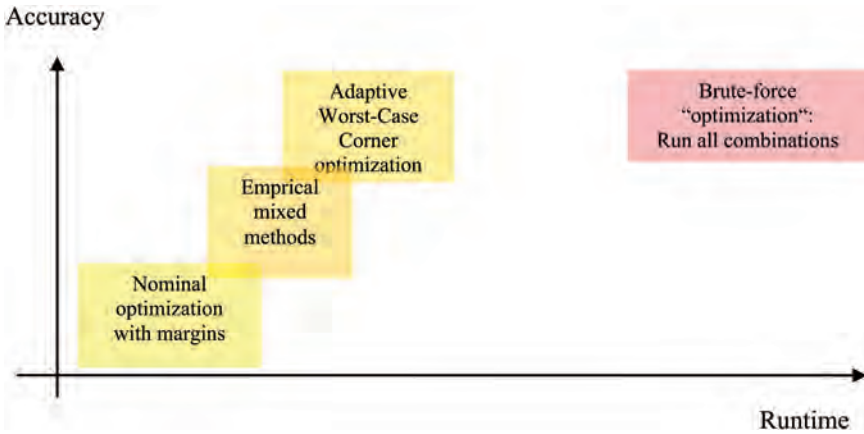 Accuracy
Adaptive
Worst-Case
Corner
optimization
Brute-force
“optimization“:
Run all combinations
Emprical
mixed
methods
Nominal
optimization
with margins
Runtime